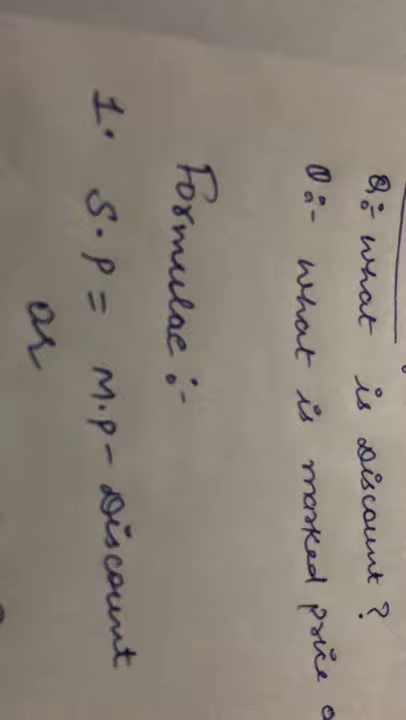 Q:- what is Discount?
Q:- what is marked price
Formulae :-
1. S.P = M.P - Discount
or